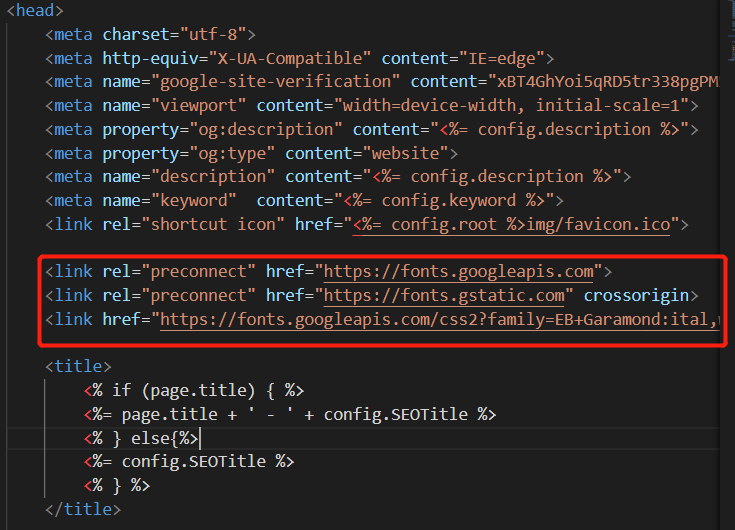 <head>
<meta charset="utf-8">
<meta http-equiv="X-UA-Compatible" content="IE=edge">
<meta name="google-site-verification" content="xBT4GhYoi5qRD5tr338pgPM
<meta name="viewport" content="width=device-width, initial-scale=1">
<meta property="og:description" content="<%= config.description %>">
<meta property="og:type" content="website">
<meta name="description" content="<%= config.description %>">
<meta name="keyword"  content="<%= config.keyword %>">
<link rel="shortcut icon" href="<%= config.root %>img/favicon.ico">
<link rel="preconnect" href="https://fonts.googleapis.com">
<link rel="preconnect" href="https://fonts.gstatic.com" crossorigin>
<link href="https://fonts.googleapis.com/css2?family=EB+Garamond:ital,
<title>
<% if (page.title) { %>
<%= page.title + ' - ' + config.SEOTitle %>
<% } else{%>
<%= config.SEOTitle %>
<% } %>
</title>